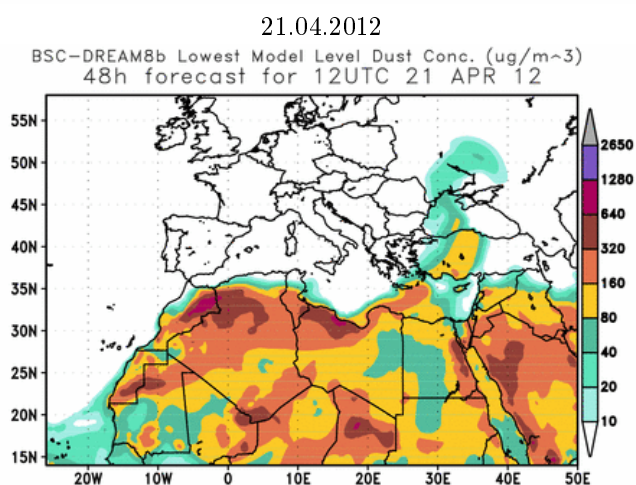 21.04.2012
BSC-DREAM8b Lowest Model Level Dust Conc. (ug/m^3)
48h forecast for 12UTC 21 APR 12
55N
50N
45N
40N
35N
30N
25N
20N
15N
20W
10W
0
10E
20E
30E
40E
50E
2650
1280
640
320
160
80
40
20
10